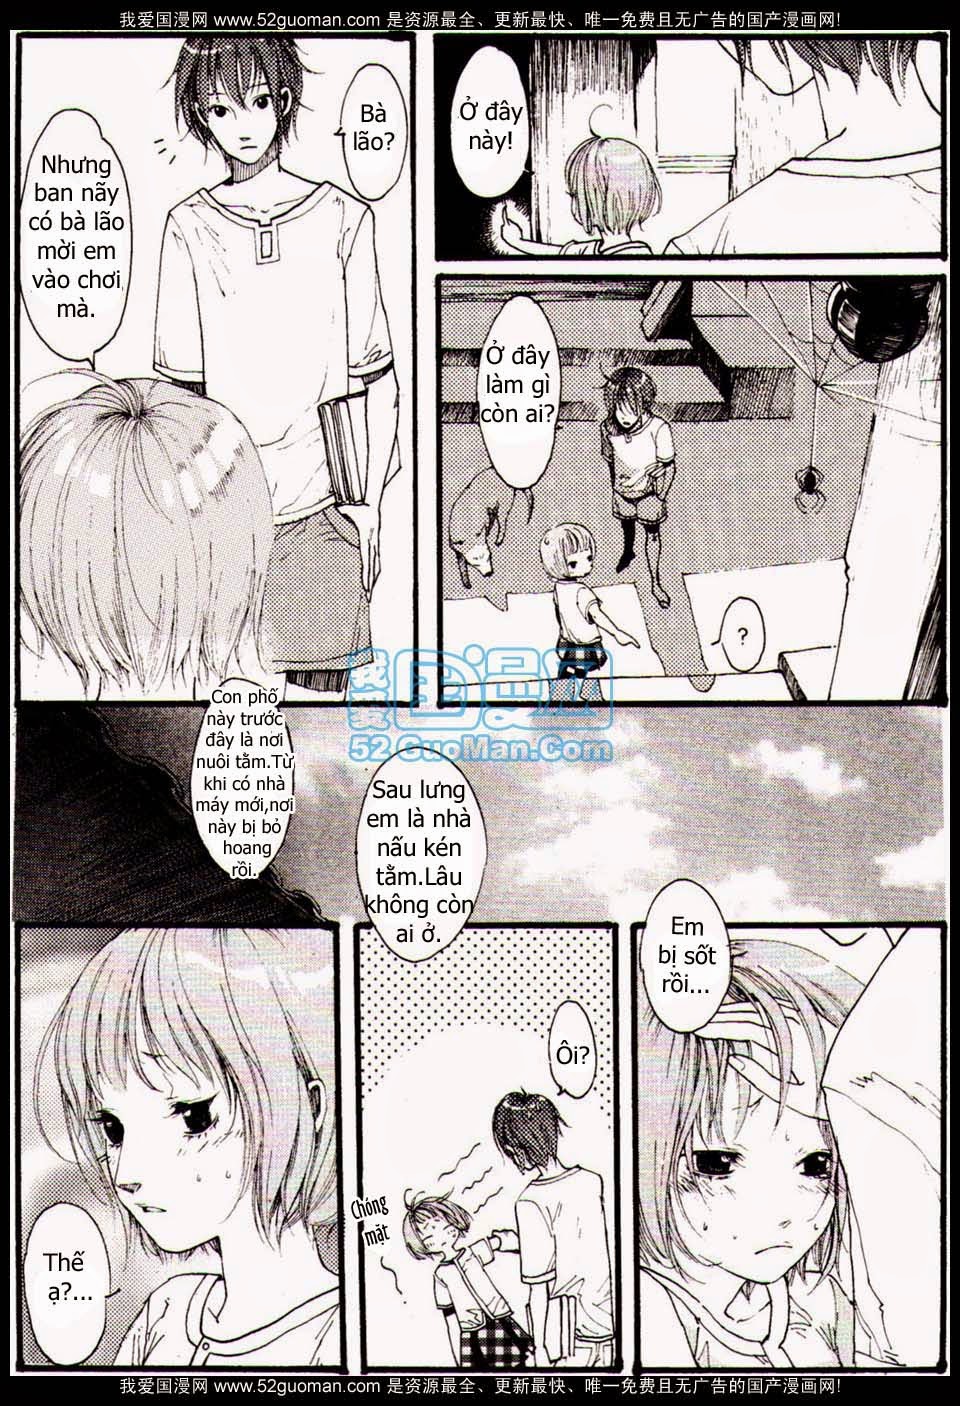 我爱国漫网 www.52guoman.com 是资源最全、更新最快、唯一免费且无广告的国产漫画网!
Bà
lão?
Nhưng
ban nãy
có bà lão
mời em
vào chơi
mà.
Ở đây
này!
Ở đây
làm gì
còn ai?
?
Con phố
này trước
đây là nơi
nuôi tằm.Từ
khi có nhà
máy mới,nơi
này bị bỏ
hoang
rồi.
我爱国漫
52 GuoMan.Com
Sau lưng
em là nhà
nấu kén
tằm.Lâu
không còn
ai ở.
Thế
ạ?...
Ôi?
Chóng
mặt
Em
bị sốt
rồi...
我爱国漫网 www.52guoman.com 是资源最全、更新最快、唯一免费且无广告的国产漫画网!